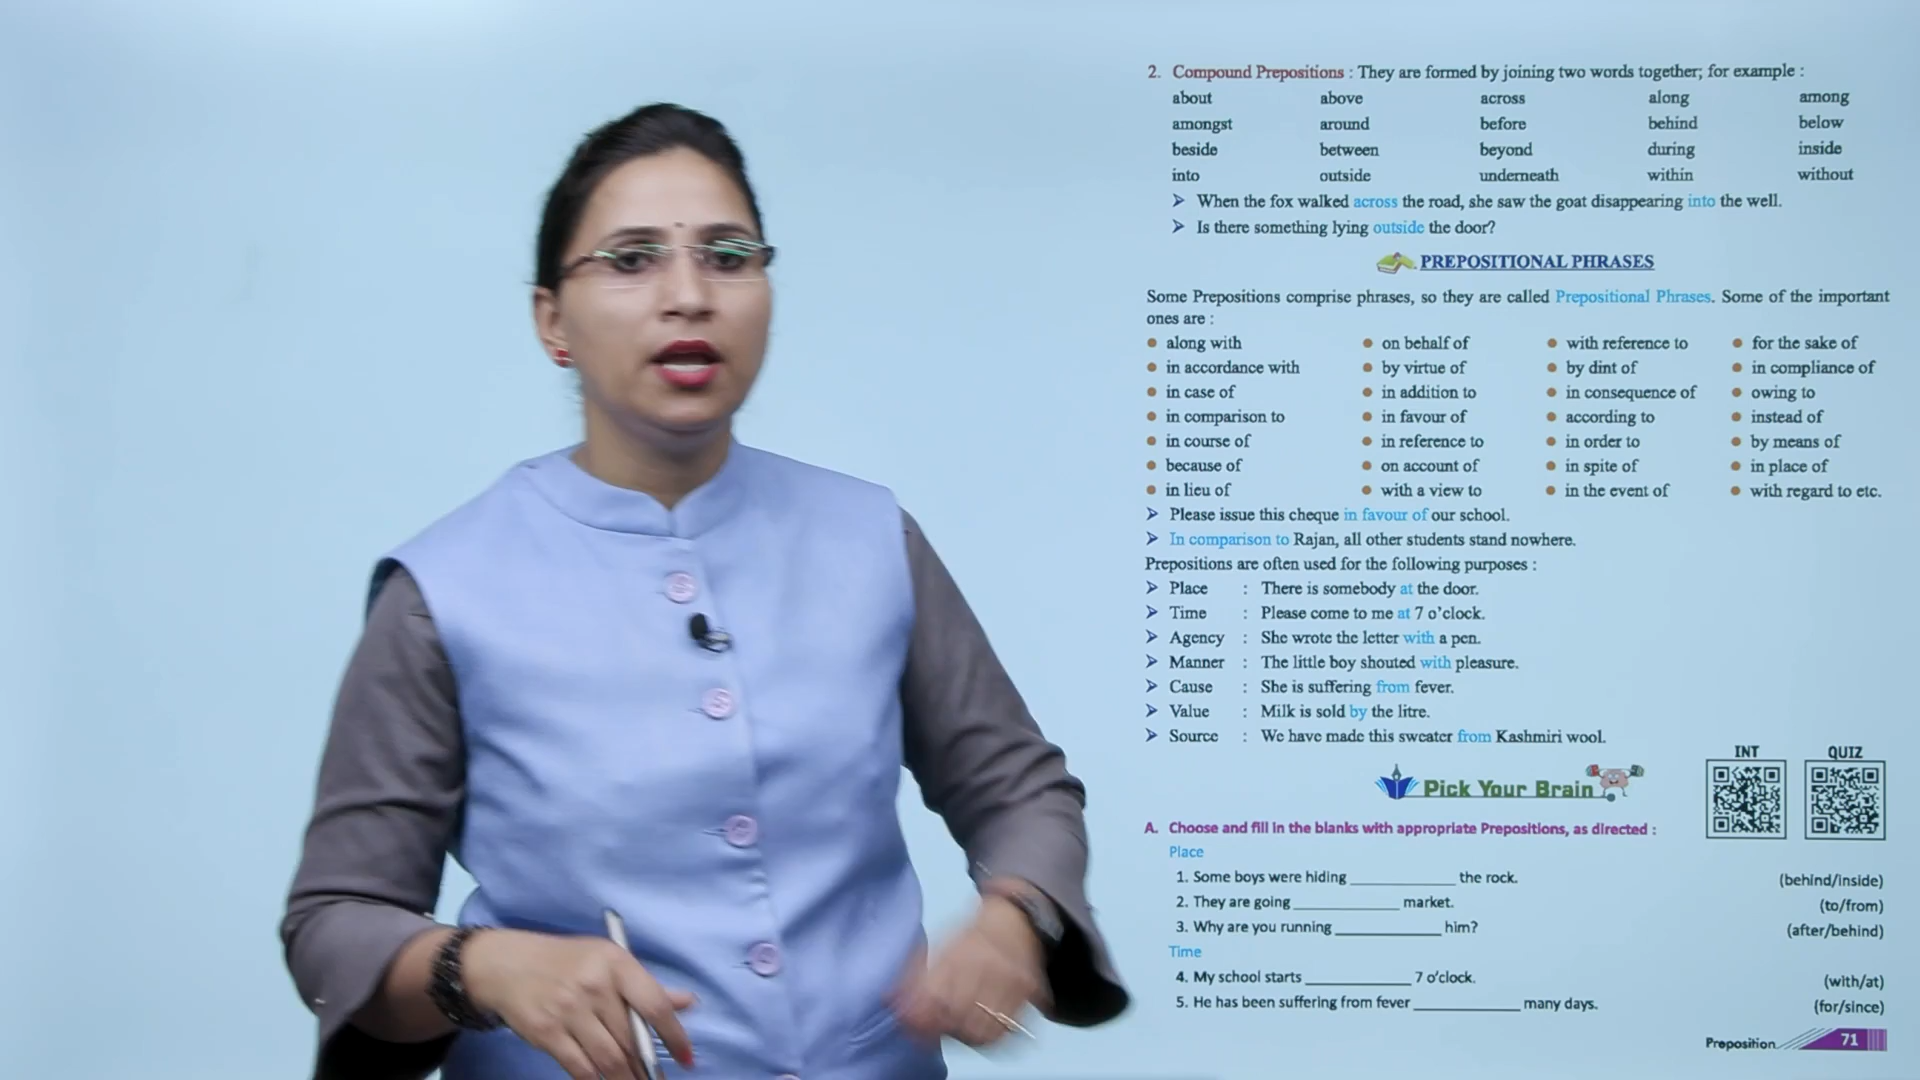 2. Compound Prepositions : They are formed by joining two words together; for example :
about above across along among
amongst around before behind below
beside between beyond during inside
into outside underneath within without
➢ When the fox walked across the road, she saw the goat disappearing into the well.
➢ Is there something lying outside the door?
PREPOSITIONAL PHRASES
Some Prepositions comprise phrases, so they are called Prepositional Phrases. Some of the important
ones are :
• along with • on behalf of • with reference to • for the sake of
• in accordance with • by virtue of • by dint of • in compliance of
• in case of • in addition to • in consequence of • owing to
• in comparison to • in favour of • according to • instead of
• in course of • in reference to • in order to • by means of
• because of • on account of • in spite of • in place of
• in lieu of • with a view to • in the event of • with regard to etc.
➢ Please issue this cheque in favour of our school.
➢ In comparison to Rajan, all other students stand nowhere.
Prepositions are often used for the following purposes :
➢ Place : There is somebody at the door.
➢ Time : Please come to me at 7 o'clock.
➢ Agency : She wrote the letter with a pen.
➢ Manner : The little boy shouted with pleasure.
➢ Cause : She is suffering from fever.
➢ Value : Milk is sold by the litre.
➢ Source : We have made this sweater from Kashmiri wool.
INT QUIZ
Pick Your Brain
A. Choose and fill in the blanks with appropriate Prepositions, as directed :
Place
1. Some boys were hiding ____________ the rock. (behind/inside)
2. They are going ____________ market. (to/from)
3. Why are you running ____________ him? (after/behind)
Time
4. My school starts ____________ 7 o'clock. (with/at)
5. He has been suffering from fever ____________ many days. (for/since)
Preposition 71